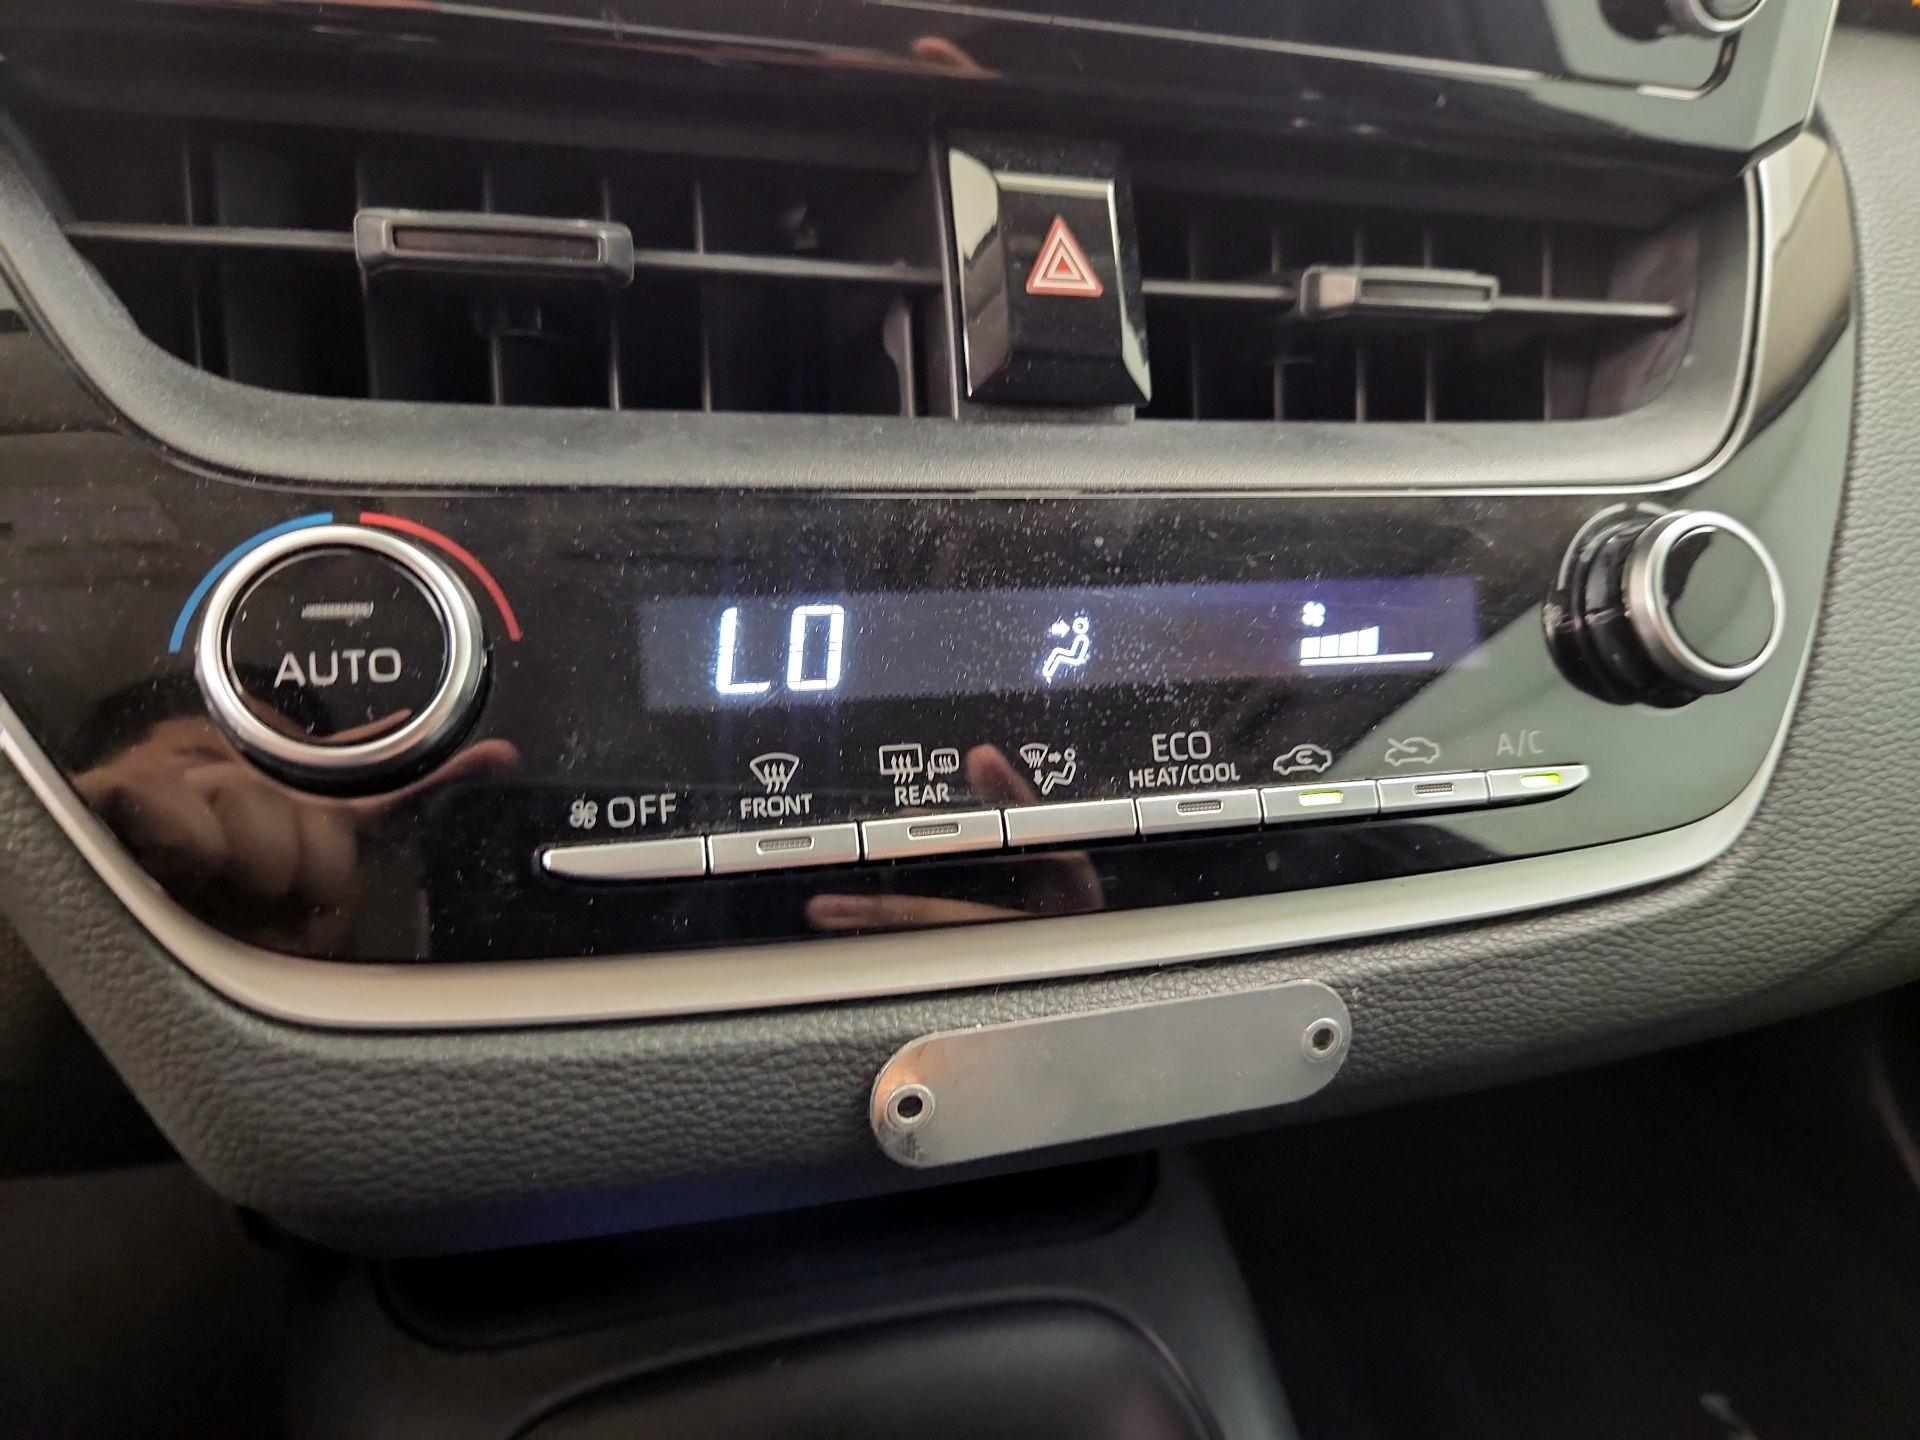 AUTO
LO
OFF
FRONT
REAR
ECO
HEAT/COOL
A/C